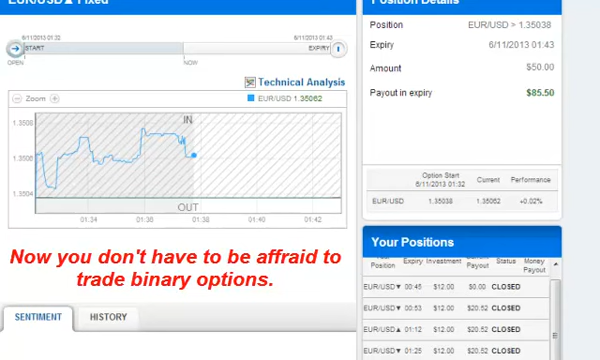 EUR/USD▲ Fixed
6/11/2013 01:32
6/11/2013 01:43
START
EXPIRY
OPEN
NOW
Technical Analysis
Zoom
EUR/USD 1.35062
1.3508
1.3506
1.3504
IN
OUT
01:34 01:36 01:38 01:40 01:42
Now you don't have to be affraid to
trade binary options.
SENTIMENT HISTORY
Position Details
Position EUR/USD > 1.35038
Expiry 6/11/2013 01:43
Amount $50.00
Payout in expiry $85.50
Option Start
6/11/2013 01:32 Current Performance
EUR/USD 1.35038 1.35062 +0.02%
Your Positions
Position Expiry Investment Payout Status Money
Payout
EUR/USD▼ 00:45 $12.00 $0.00 CLOSED
EUR/USD▼ 00:53 $12.00 $20.52 CLOSED
EUR/USD▲ 01:12 $12.00 $20.52 CLOSED
EUR/USD▼ 01:25 $12.00 $20.52 CLOSED